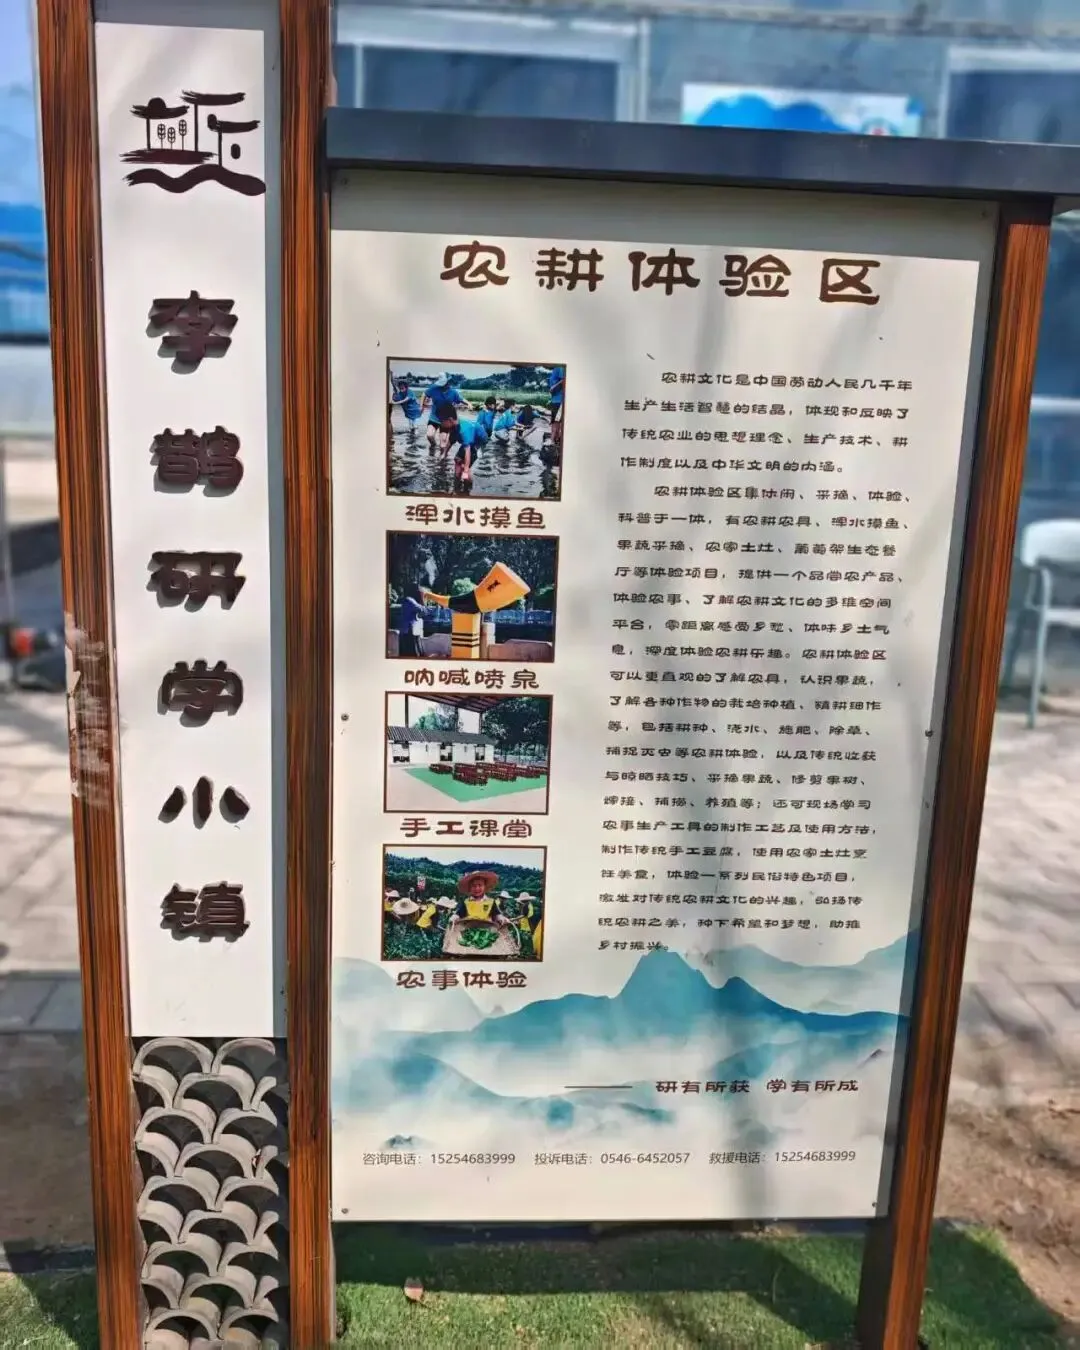 李鹊研学小镇
农耕体验区
浑水摸鱼
呐喊喷泉
手工课堂
农事体验
农耕文化是中国劳动人民几千年
生产生活智慧的结晶，体现和反映了
传统农业的思想理念、生产技术、耕
作制度以及中华文明的内涵。
农耕体验区集休闲、采摘、体验、
科普于一体，有农耕农具、浑水摸鱼、
果蔬采摘、农家土灶、葡萄架生态餐
厅等体验项目，提供一个品尝农产品、
体验农事、了解农耕文化的多维空间
平台，零距离感受乡愁、体味乡土气
息，深度体验农耕乐趣。农耕体验区
可以更直观的了解农具，认识果蔬，
了解各种作物的栽培种植、精耕细作
等，包括耕种、浇水、施肥、除草、
捕捉灾虫等农耕体验，以及传统收获
与晾晒技巧、采摘果蔬、修剪果树、
嫁接、捕捞、养殖等；还可现场学习
农事生产工具的制作工艺及使用方法，
制作传统手工豆腐，使用农家土灶烹
饪美食，体验一系列民俗特色项目，
激发对传统农耕文化的兴趣，弘扬传
统农耕之美，种下希望和梦想，助推
乡村振兴。
——研有所获 学有所成
咨询电话：15254683999 投诉电话：0546-6452057 救援电话：15254683999